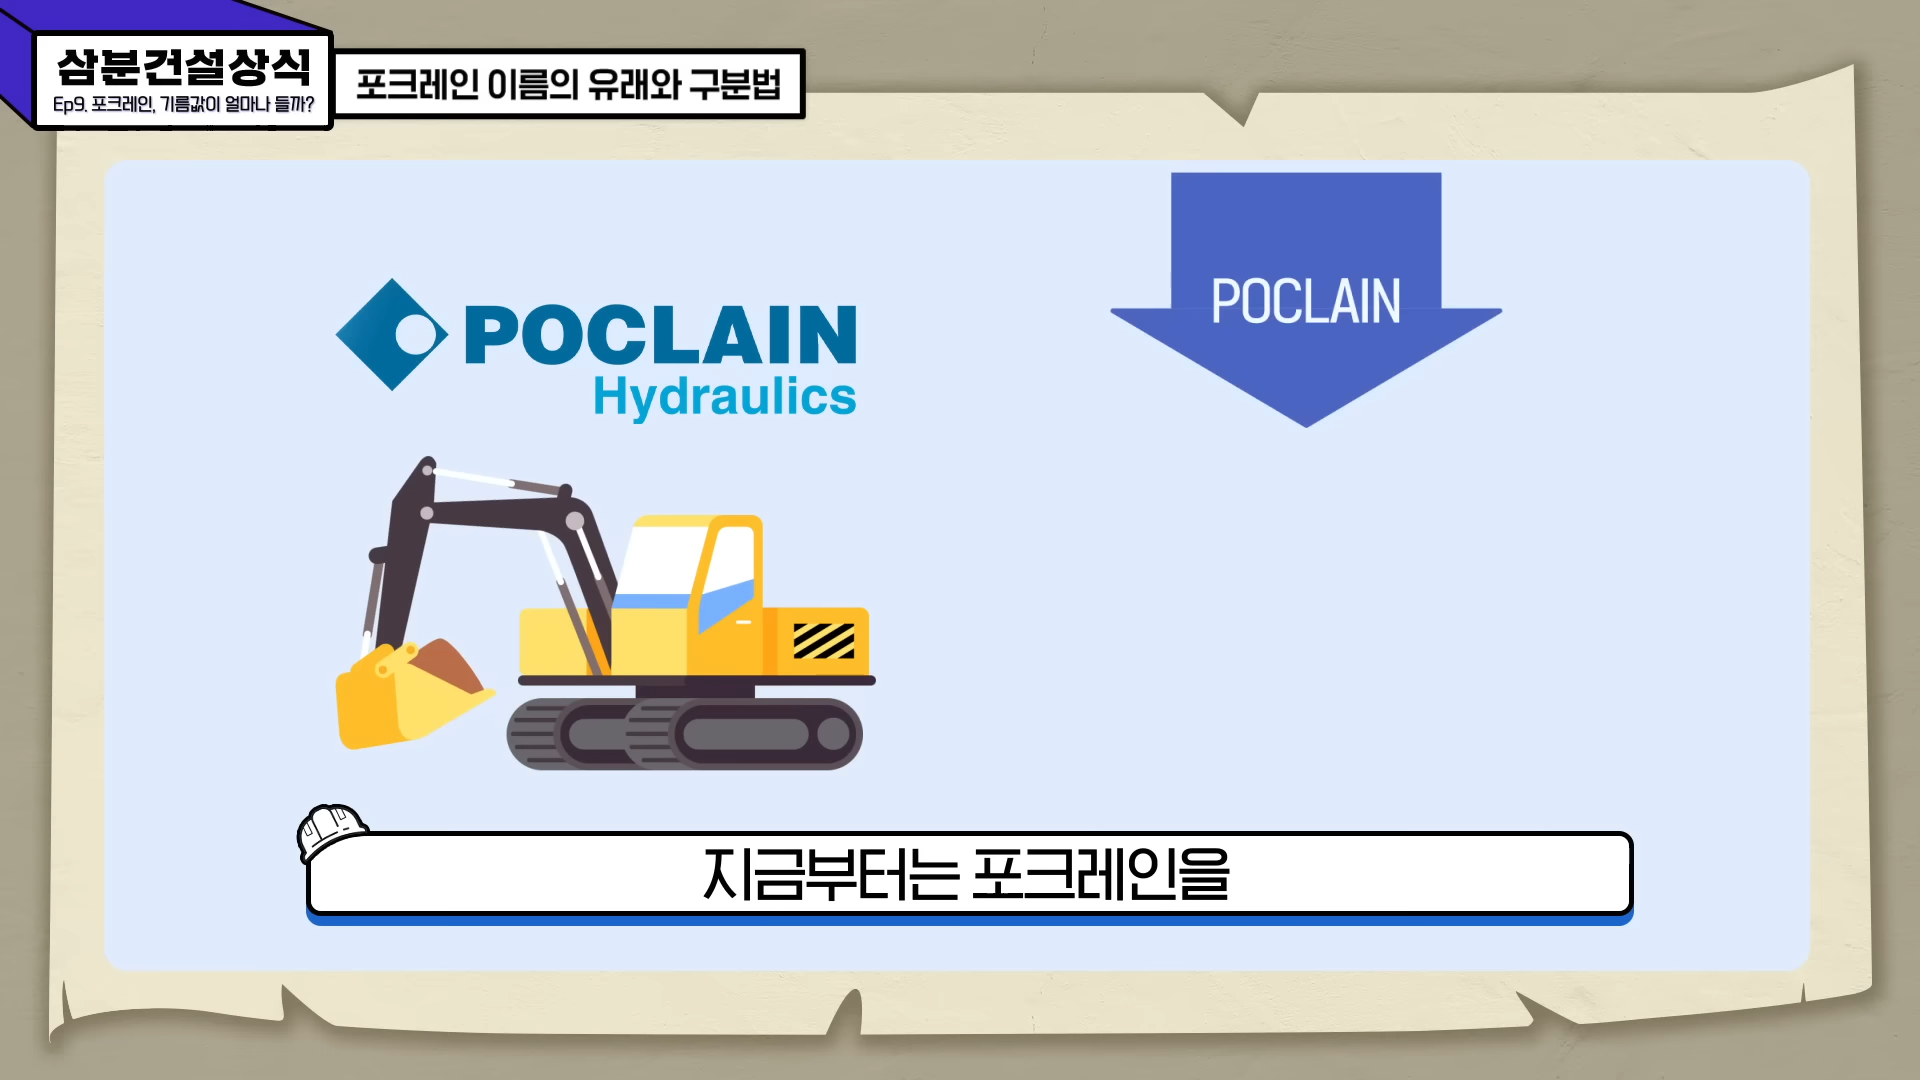 삼분건설상식
Ep9. 포크레인, 기름값이 얼마나 들까?
포크레인 이름의 유래와 구분법
POCLAIN
Hydraulics
POCLAIN
지금부터는 포크레인을